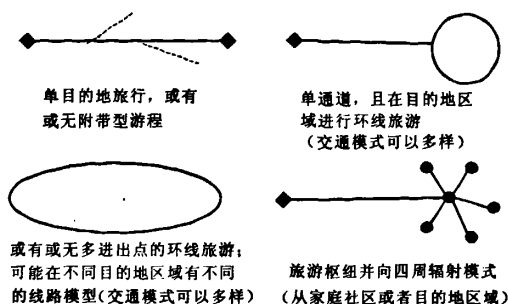 单目的地旅行，或有
或无附带型游程
单通道，且在目的地区
域进行环线旅游
（交通模式可以多样）
或有或无多进出点的环线旅游；
可能在不同目的地区域有不同
的线路模型（交通模式可以多样）
旅游枢纽并向四周辐射模式
（从家庭社区或者目的地区域）